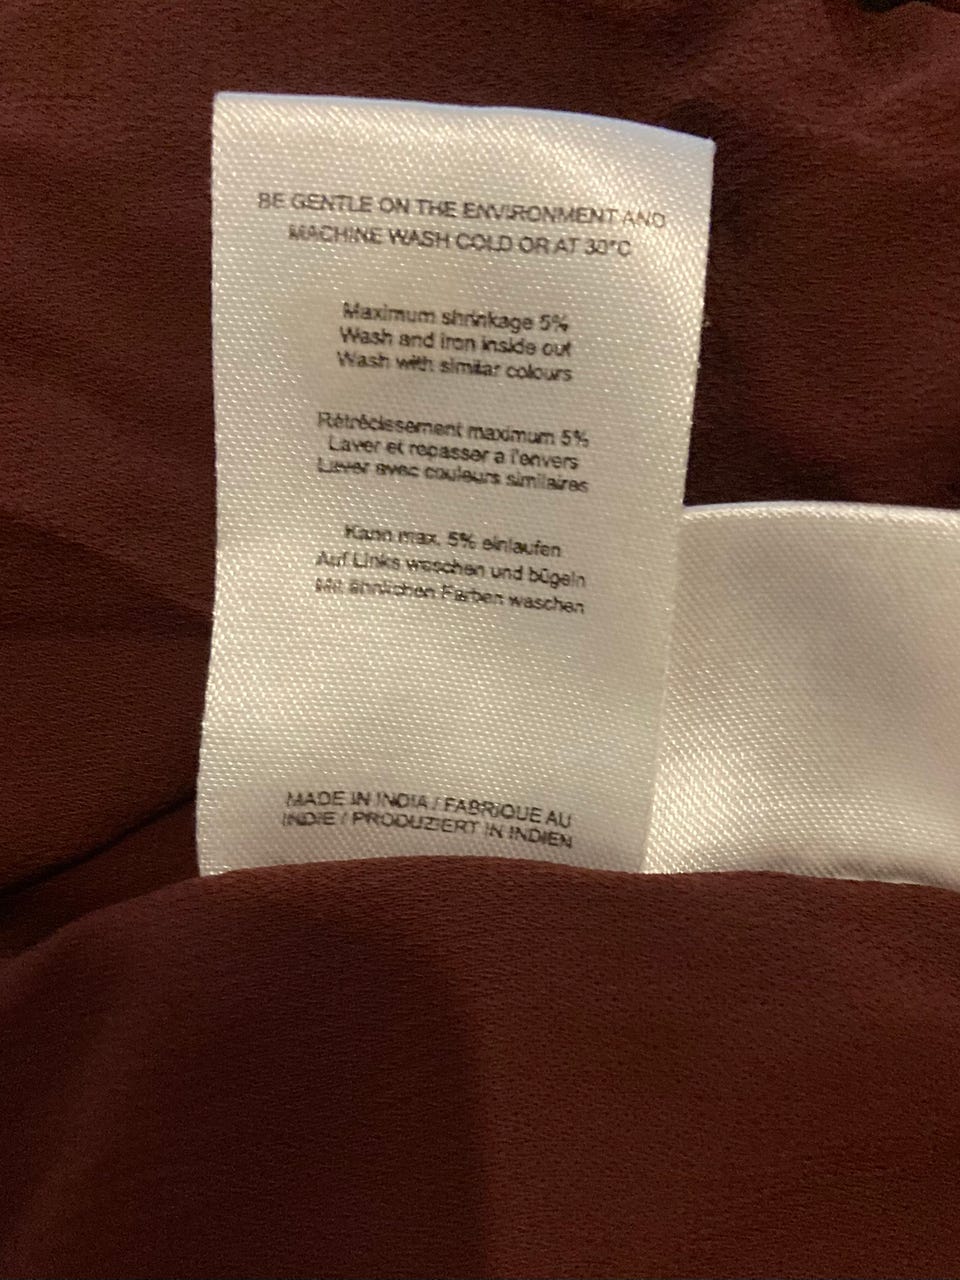 BE GENTLE ON THE ENVIRONMENT AND
MACHINE WASH COLD OR AT 30°C
Maximum shrinkage 5%
Wash and iron inside out
Wash with similar colours
Rétrécissement maximum 5%
Laver et repasser a l'envers
Laver avec couleurs similaires
Kann max. 5% einlaufen
Auf Links waschen und bügeln
Mit ähnlichen Farben waschen
MADE IN INDIA / FABRIQUE AU
INDIE / PRODUZIERT IN INDIEN